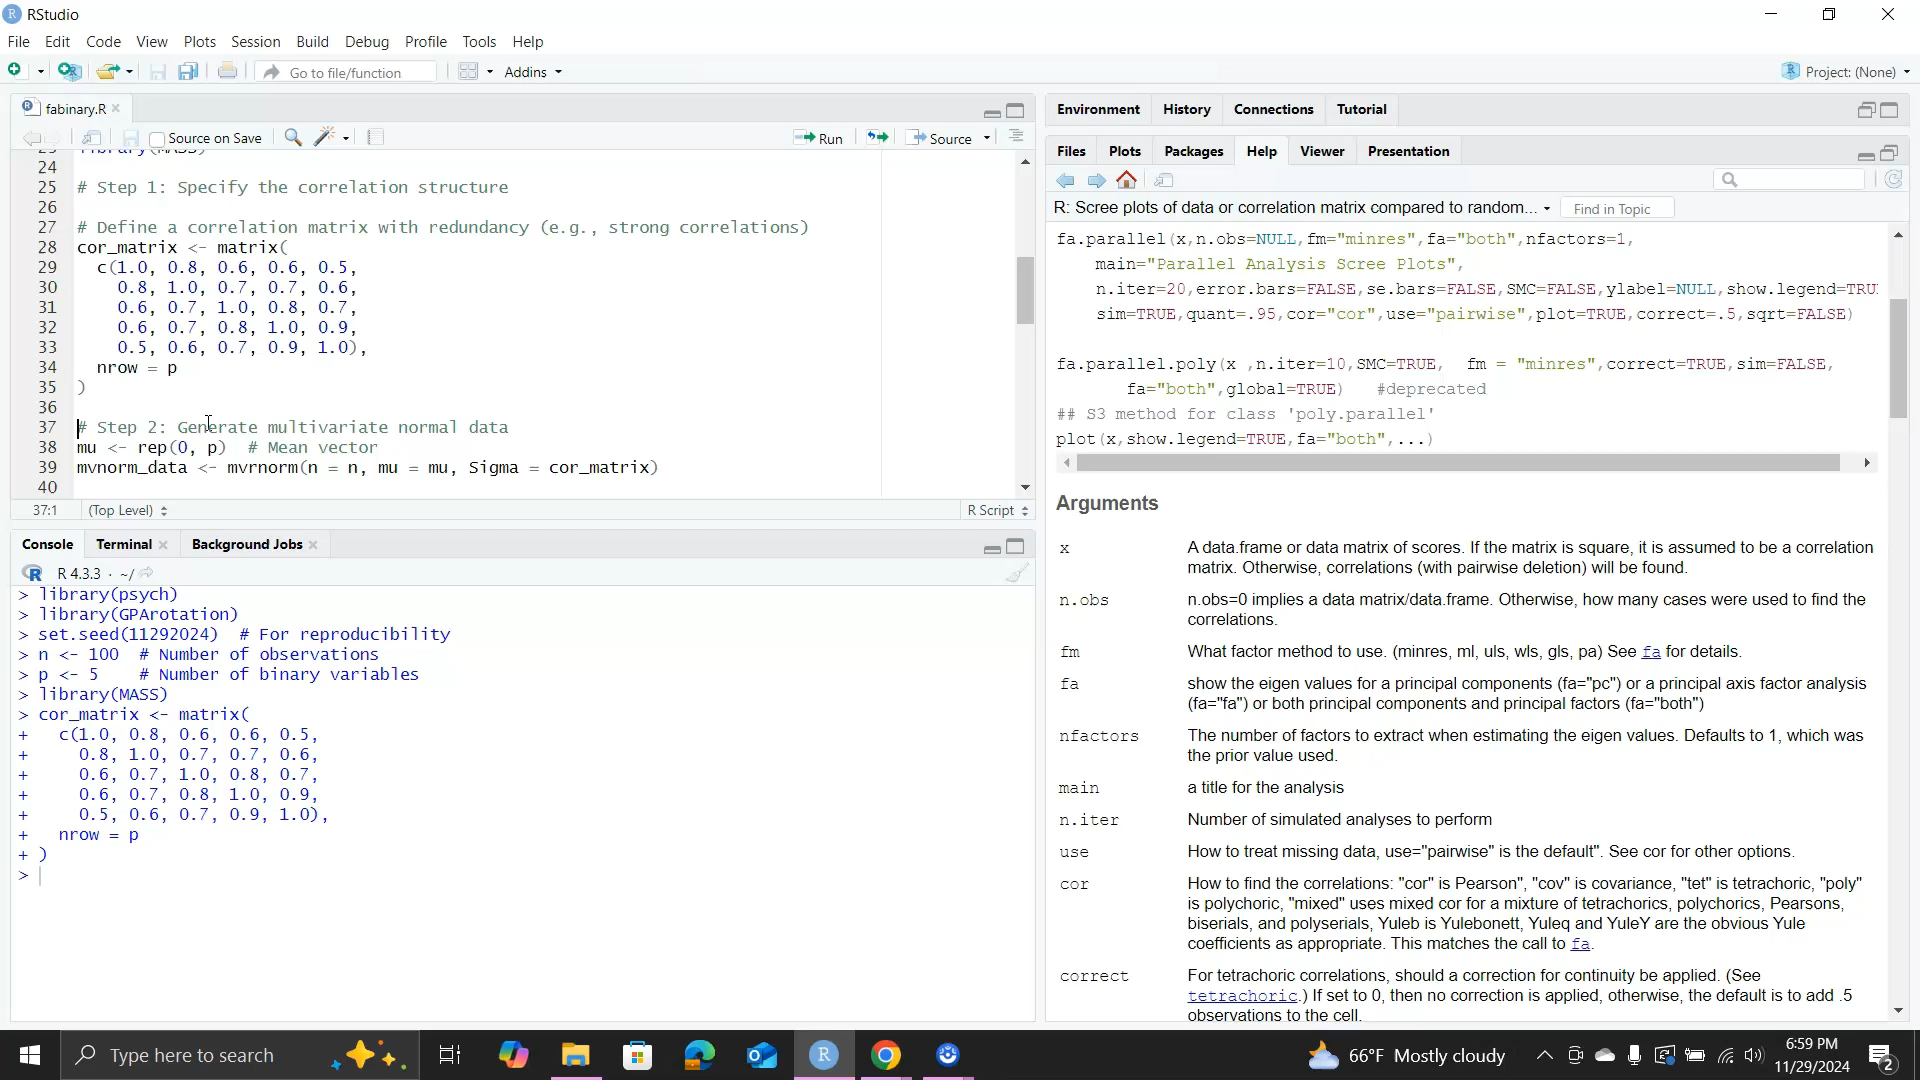 RStudio
File Edit Code View Plots Session Build Debug Profile Tools Help
Go to file/function Addins Project: (None)
fabinary.R
Source on Save Run Source
24
25 # Step 1: Specify the correlation structure
26
27 # Define a correlation matrix with redundancy (e.g., strong correlations)
28 cor_matrix <- matrix(
29 c(1.0, 0.8, 0.6, 0.6, 0.5,
30 0.8, 1.0, 0.7, 0.7, 0.6,
31 0.6, 0.7, 1.0, 0.8, 0.7,
32 0.6, 0.7, 0.8, 1.0, 0.9,
33 0.5, 0.6, 0.7, 0.9, 1.0),
34 nrow = p
35 )
36
37 # Step 2: Generate multivariate normal data
38 mu <- rep(0, p) # Mean vector
39 mvnorm_data <- mvrnorm(n = n, mu = mu, Sigma = cor_matrix)
40
37:1 (Top Level) R Script
Console Terminal Background Jobs
R 4.3.3 · ~/
> library(psych)
> library(GPArotation)
> set.seed(11292024) # For reproducibility
> n <- 100 # Number of observations
> p <- 5 # Number of binary variables
> library(MASS)
> cor_matrix <- matrix(
+ c(1.0, 0.8, 0.6, 0.6, 0.5,
+ 0.8, 1.0, 0.7, 0.7, 0.6,
+ 0.6, 0.7, 1.0, 0.8, 0.7,
+ 0.6, 0.7, 0.8, 1.0, 0.9,
+ 0.5, 0.6, 0.7, 0.9, 1.0),
+ nrow = p
+ )
>
Environment History Connections Tutorial
Files Plots Packages Help Viewer Presentation
R: Scree plots of data or correlation matrix compared to random... Find in Topic
fa.parallel(x,n.obs=NULL,fm="minres",fa="both",nfactors=1,
main="Parallel Analysis Scree Plots",
n.iter=20,error.bars=FALSE,se.bars=FALSE,SMC=FALSE,ylabel=NULL,show.legend=TRU
sim=TRUE,quant=.95,cor="cor",use="pairwise",plot=TRUE,correct=.5,sqrt=FALSE)
fa.parallel.poly(x ,n.iter=10,SMC=TRUE, fm = "minres",correct=TRUE,sim=FALSE,
fa="both",global=TRUE) #deprecated
## S3 method for class 'poly.parallel'
plot(x,show.legend=TRUE,fa="both",...)
Arguments
x A data.frame or data matrix of scores. If the matrix is square, it is assumed to be a correlation
matrix. Otherwise, correlations (with pairwise deletion) will be found.
n.obs n.obs=0 implies a data matrix/data.frame. Otherwise, how many cases were used to find the
correlations.
fm What factor method to use. (minres, ml, uls, wls, gls, pa) See fa for details.
fa show the eigen values for a principal components (fa="pc") or a principal axis factor analysis
(fa="fa") or both principal components and principal factors (fa="both")
nfactors The number of factors to extract when estimating the eigen values. Defaults to 1, which was
the prior value used.
main a title for the analysis
n.iter Number of simulated analyses to perform
use How to treat missing data, use="pairwise" is the default". See cor for other options.
cor How to find the correlations: "cor" is Pearson", "cov" is covariance, "tet" is tetrachoric, "poly"
is polychoric, "mixed" uses mixed cor for a mixture of tetrachorics, polychorics, Pearsons,
biserials, and polyserials, Yuleb is Yulebonett, Yuleq and YuleY are the obvious Yule
coefficients as appropriate. This matches the call to fa.
correct For tetrachoric correlations, should a correction for continuity be applied. (See
tetrachoric.) If set to 0, then no correction is applied, otherwise, the default is to add .5
observations to the cell.
Type here to search 66°F Mostly cloudy 6:59 PM
11/29/2024 2